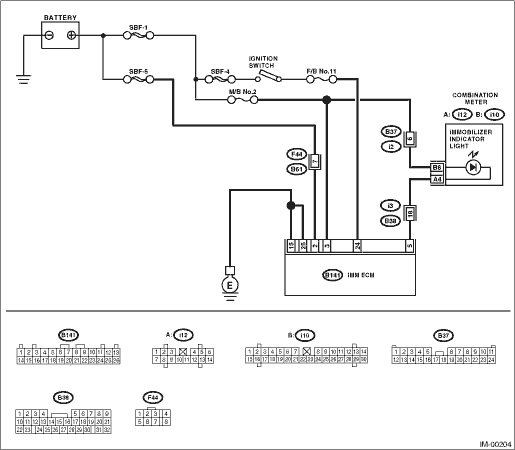 BATTERY
SBF-1
SBF-5
SBF-4
IGNITION
SWITCH
F/B No.11
M/B No.2
COMBINATION
METER
A: i12 B: i10
IMMOBILIZER
INDICATOR
LIGHT
B37
6
i2
F44
7
B61
B6
A4
i3
18
B38
E
15
25
2
3
24
5
B141
IMM ECM
B141
1 2 3 4 5 6 7 8 9 10 11 12 13
14 15 16 17 18 19 20 21 22 23 24 25 26
A: i12
1 2 3 4 5 6
7 8 9 10 11 12 13 14
B: i10
1 2 3 4 5 6 7 8 9 10 11 12 13 14
15 16 17 18 19 20 21 22 23 24 25 26 27 28 29 30
B37
1 2 3 4 5 6 7 8 9 10 11
12 13 14 15 16 17 18 19 20 21 22 23 24
B38
1 2 3 4 5 6 7 8 9
10 11 12 13 14 15 16 17 18 19 20 21
22 23 24 25 26 27 28 29 30 31 32
F44
1 2 3 4
5 6 7 8
IM-00204